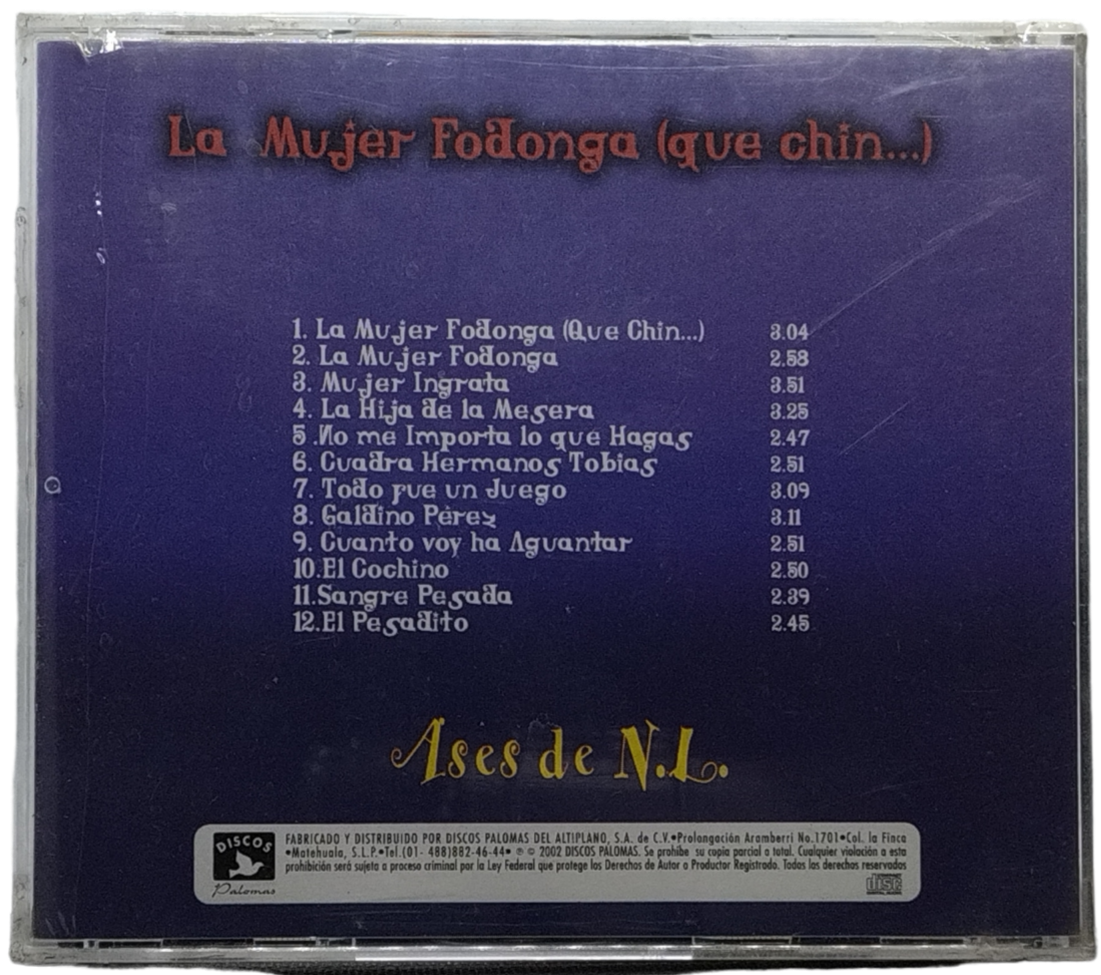 La Mujer Fodonga (que chin...)
1. La Mujer Fodonga (Que Chin...) 3.04
2. La Mujer Fodonga 2.58
3. Mujer Ingrata 3.51
4. La Hija de la Mesera 3.25
5 .No me Importa lo que Hagas 2.47
6. Cuadra Hermanos Tobias 2.51
7. Todo fue un Juego 3.09
8. Galdino Pérez 3.11
9. Cuanto voy ha Aguantar 2.51
10.El Cochino 2.50
11.Sangre Pesada 2.39
12.El Pesadito 2.45
Ases de N.L.
DISCOS
Palomas
FABRICADO Y DISTRIBUIDO POR DISCOS PALOMAS DEL ALTIPLANO, S.A. de C.V.•Prolongación Aramberri No.1701•Col. la Finca
•Matehuala, S.L.P.•Tel.(01- 488)882-46-44• ℗ © 2002 DISCOS PALOMAS. Se prohibe su copia parcial o total. Cualquier violación a esta
prohibición será sujeta a proceso criminal por la Ley Federal que protege los Derechos de Autor o Productor Registrado. Todos los derechos reservados
disc